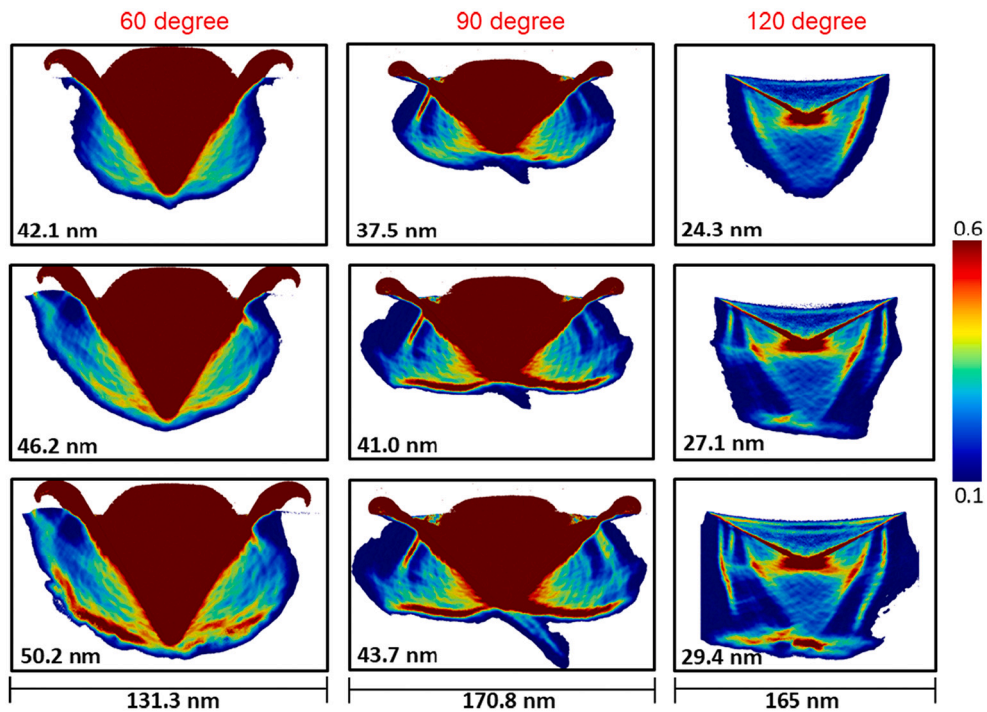 60 degree
90 degree
120 degree
42.1 nm
37.5 nm
24.3 nm
0.6
46.2 nm
41.0 nm
27.1 nm
0.1
50.2 nm
43.7 nm
29.4 nm
131.3 nm
170.8 nm
165 nm